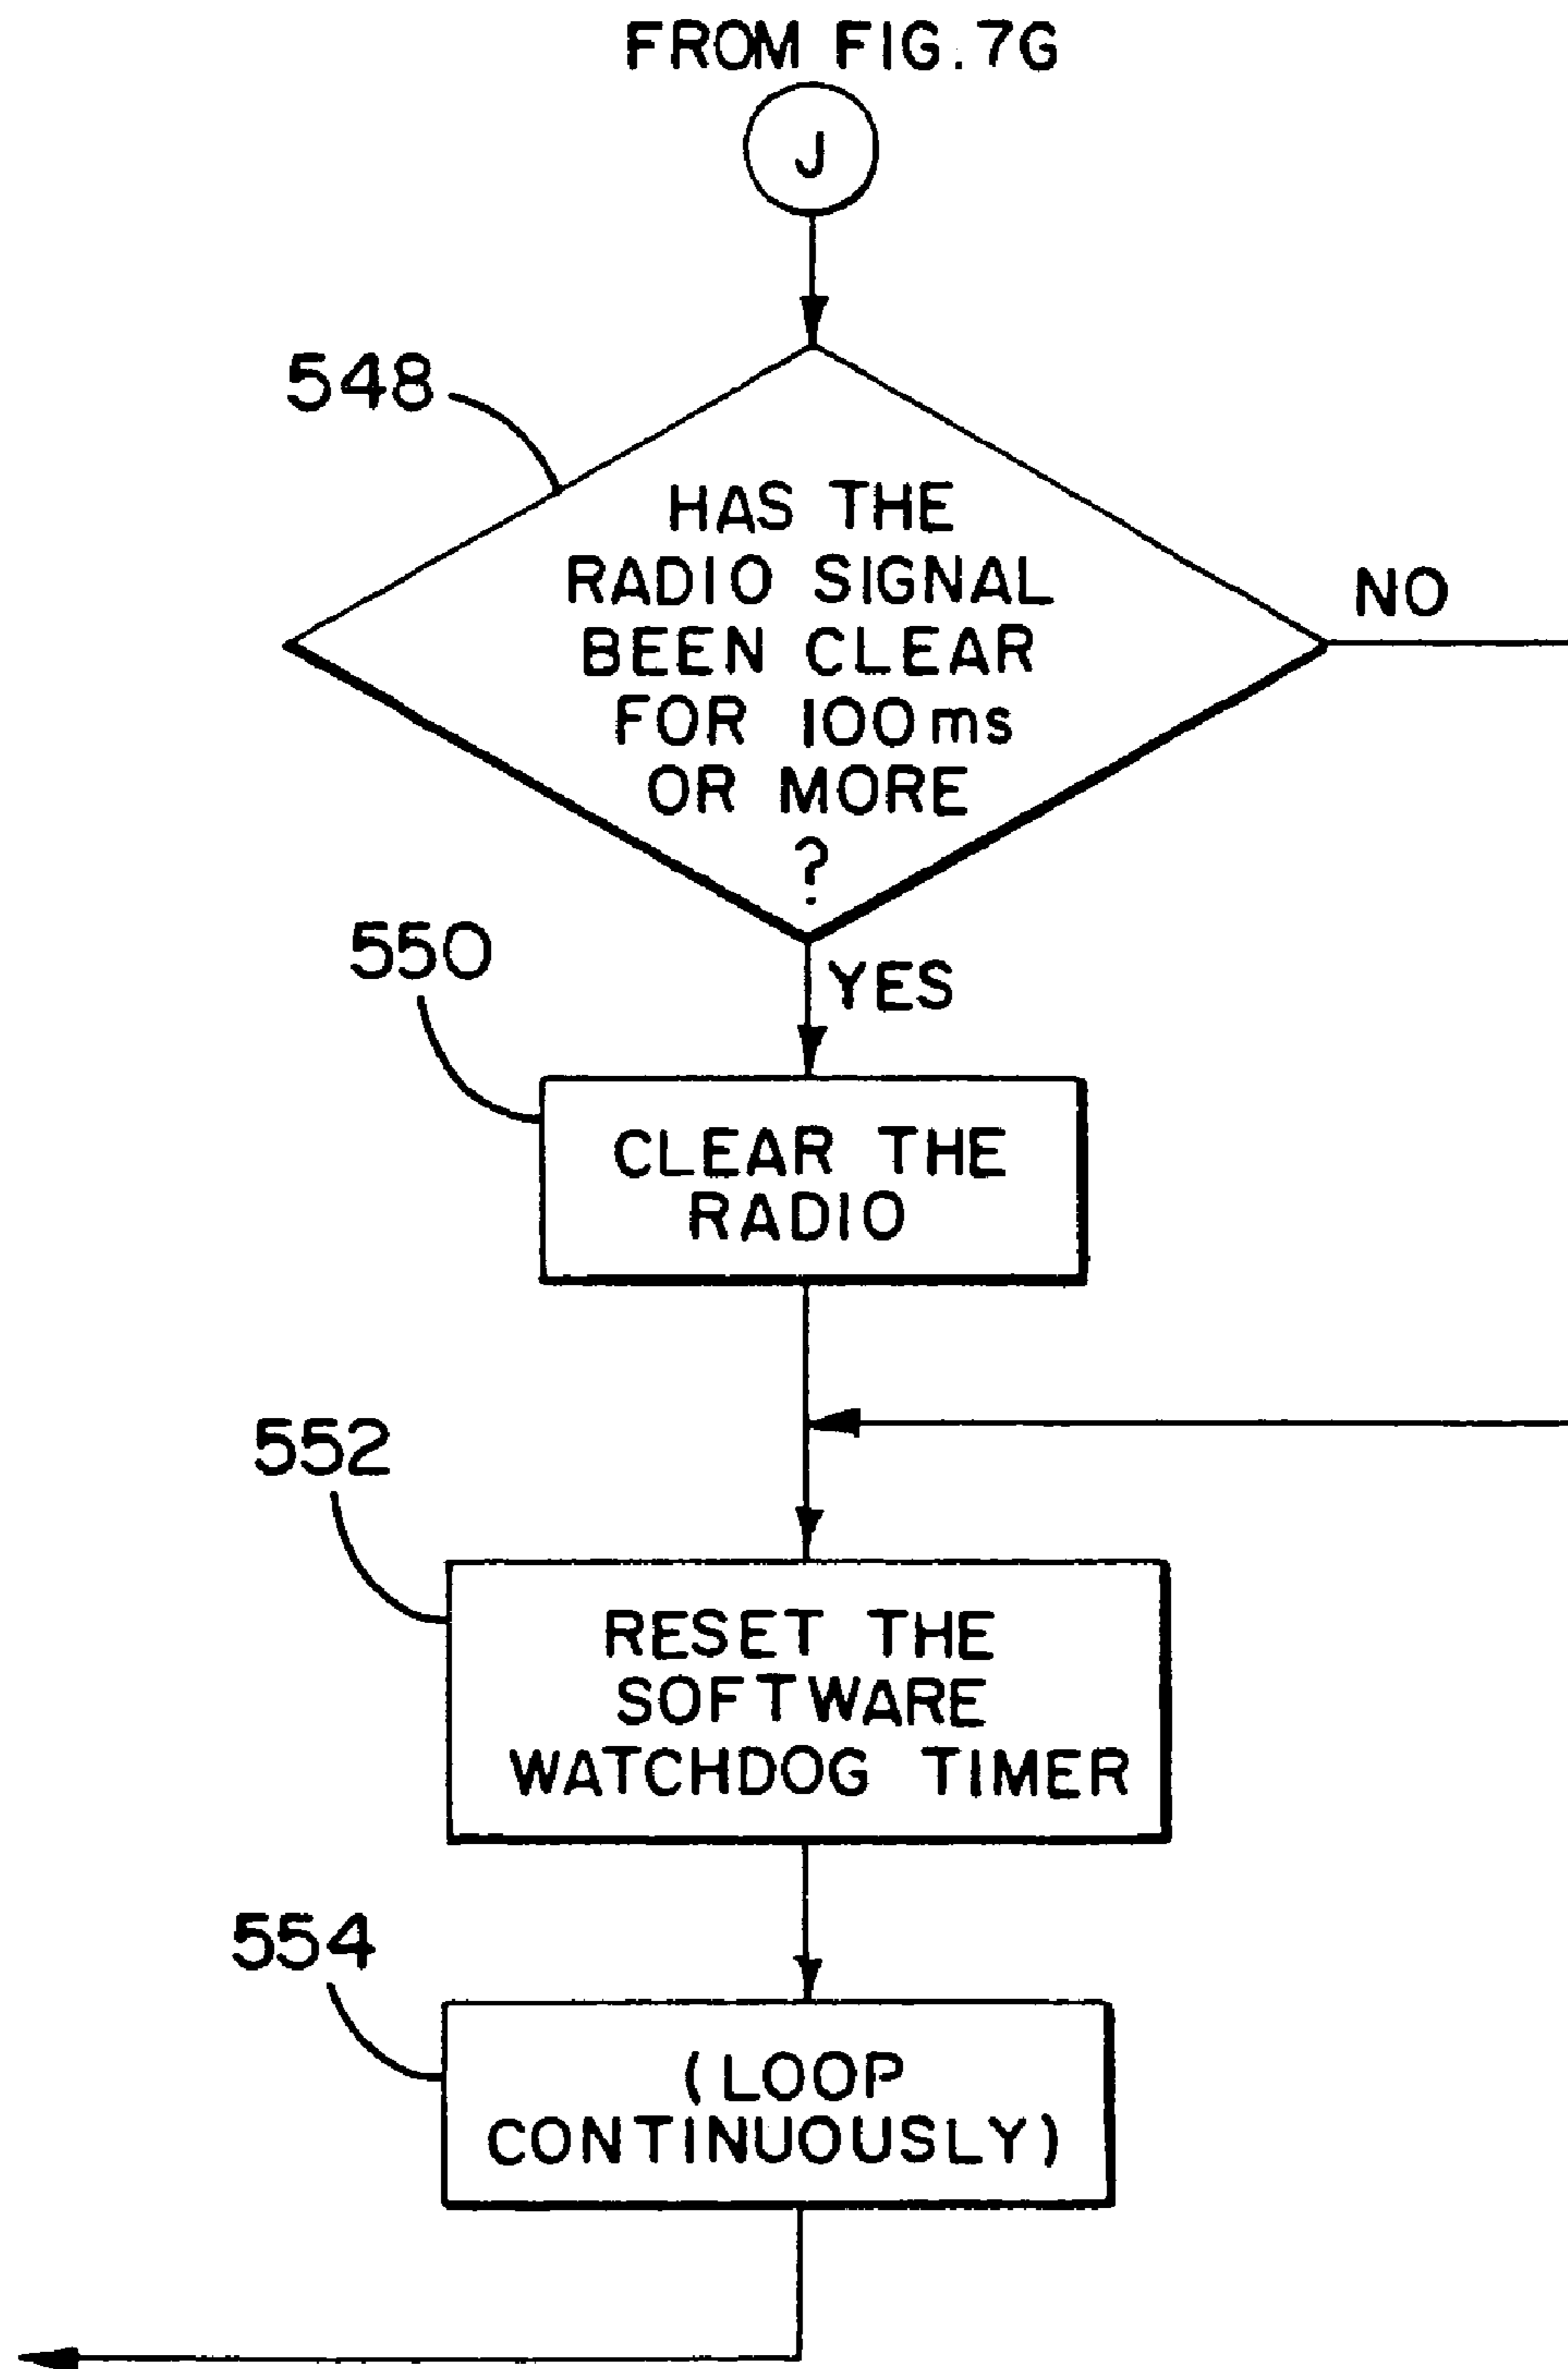 FROM FIG. 7G
J
548
HAS THE
RADIO SIGNAL
BEEN CLEAR
FOR 100ms
OR MORE
?
NO
YES
550
CLEAR THE
RADIO
552
RESET THE
SOFTWARE
WATCHDOG TIMER
554
(LOOP
CONTINUOUSLY)